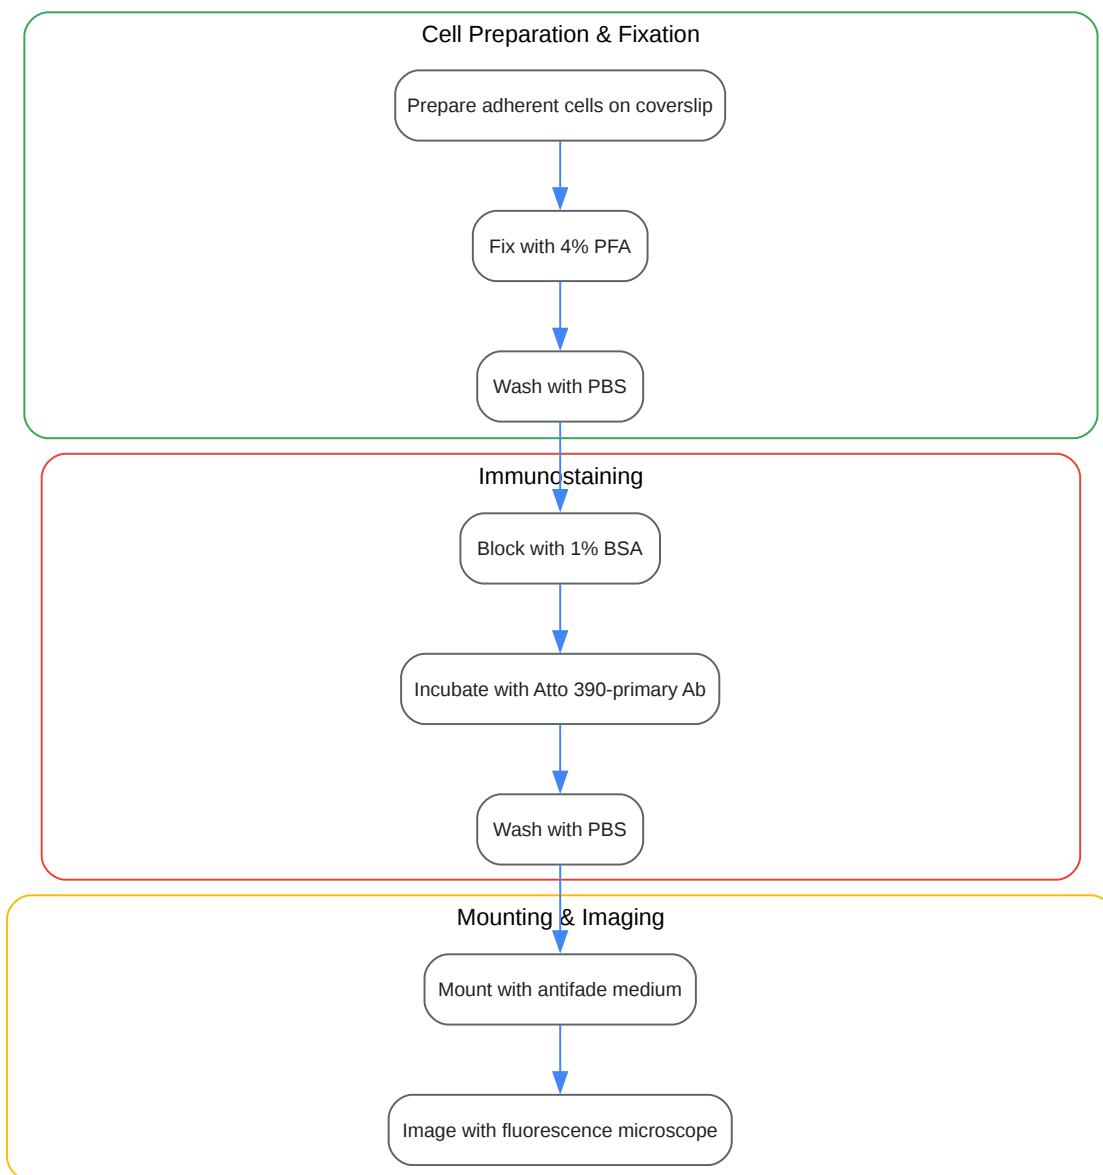 Cell Preparation & Fixation
Prepare adherent cells on coverslip
Fix with 4% PFA
Wash with PBS
Immunostaining
Block with 1% BSA
Incubate with Atto 390-primary Ab
Wash with PBS
Mounting & Imaging
Mount with antifade medium
Image with fluorescence microscope